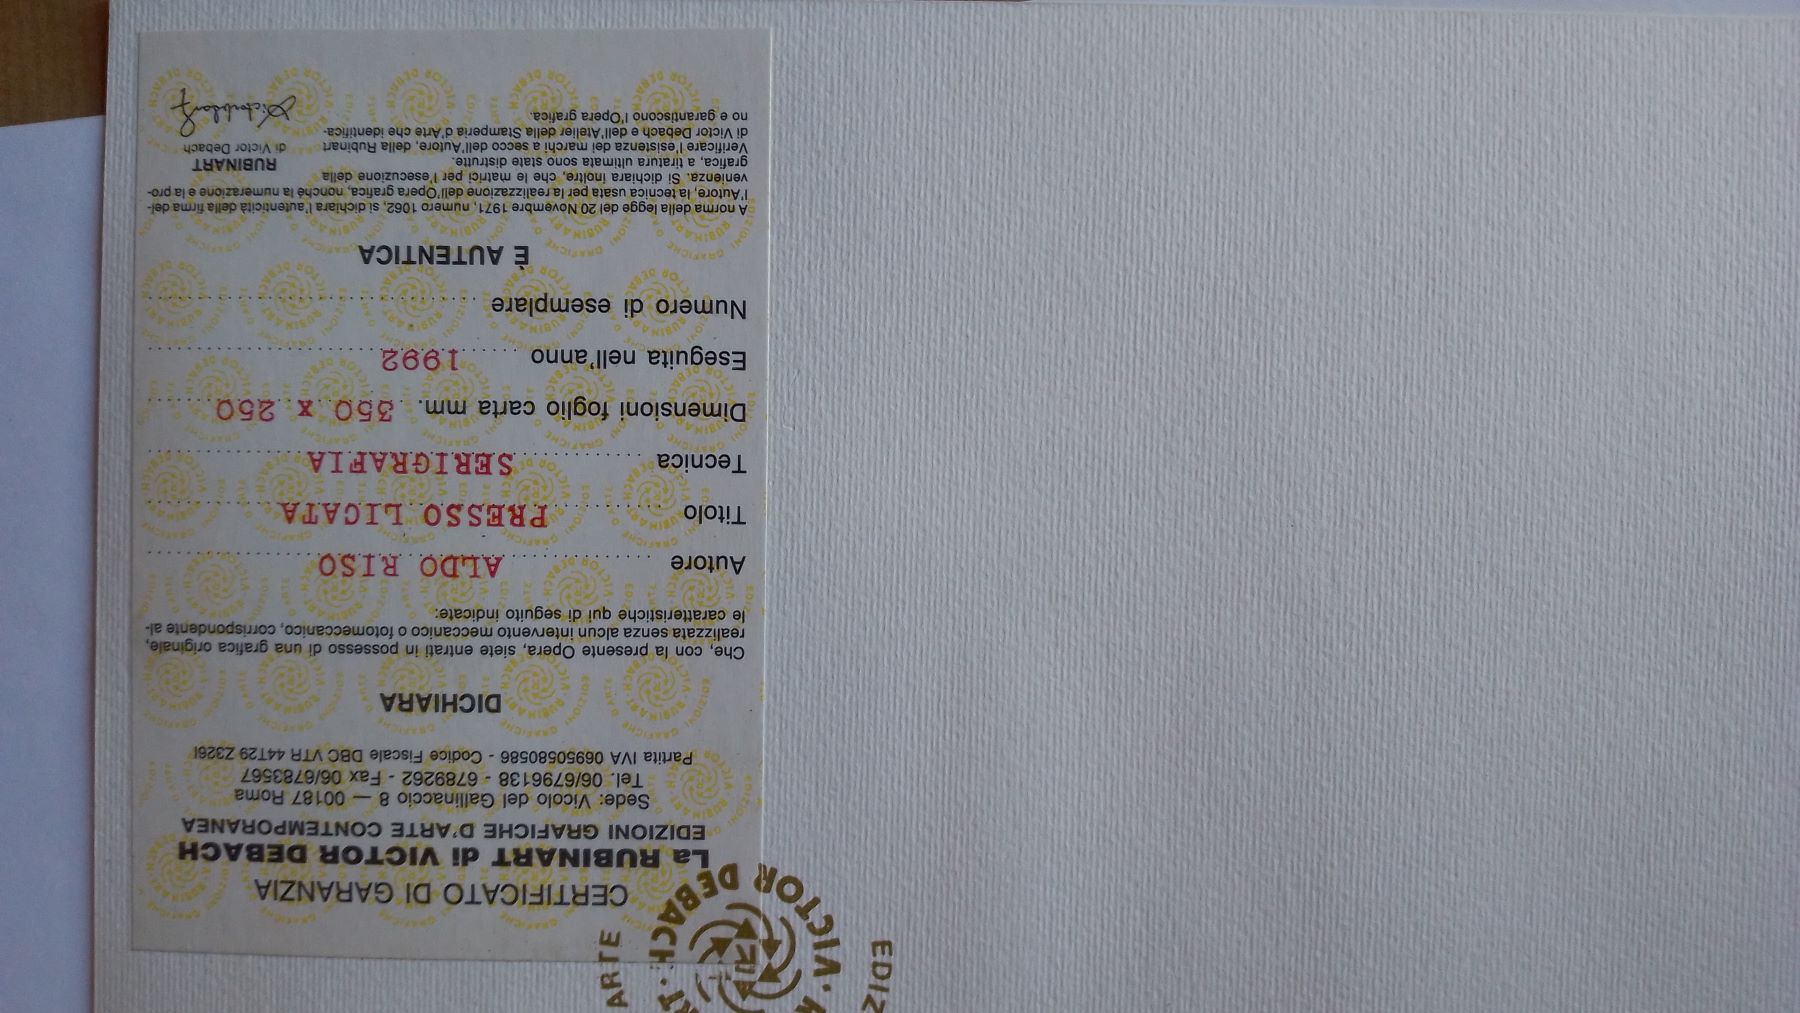 CERTIFICATO DI GARANZIA
La RUBINART di VICTOR DEBACH
EDIZIONI GRAFICHE D'ARTE CONTEMPORANEA
Sede: Vicolo del Gallinaccio 8 — 00187 Roma
Tel. 06/6796138 - 6789262 - Fax 06/6783567
Partita IVA 06950580586 - Codice Fiscale DBC VTR 44T29 Z326I
DICHIARA
Che, con la presente Opera, siete entrati in possesso di una grafica originale,
realizzata senza alcun intervento meccanico o fotomeccanico, corrispondente al-
le caratteristiche qui di seguito indicate:
Autore ALDO RISO
Titolo PRESSO LICATA
Tecnica SERIGRAFIA
Dimensioni foglio carta mm. 350 x 250
Eseguita nell'anno 1992
Numero di esemplare
È AUTENTICA
A norma della legge del 20 Novembre 1971, numero 1062, si dichiara l'autenticità della firma del-
l'Autore, la tecnica usata per la realizzazione dell'Opera grafica, nonché la numerazione e la pro-
venienza. Si dichiara inoltre, che le matrici per l'esecuzione della
grafica, a tiratura ultimata sono state distrutte.
Verificare l'esistenza dei marchi a secco dell'Autore, della Rubinart
di Victor Debach e dell'Atelier della Stamperia d'Arte che identifica-
no e garantiscono l'Opera grafica.
RUBINART
di Victor Debach
VICTOR DEBACH
ARTE
EDIZ